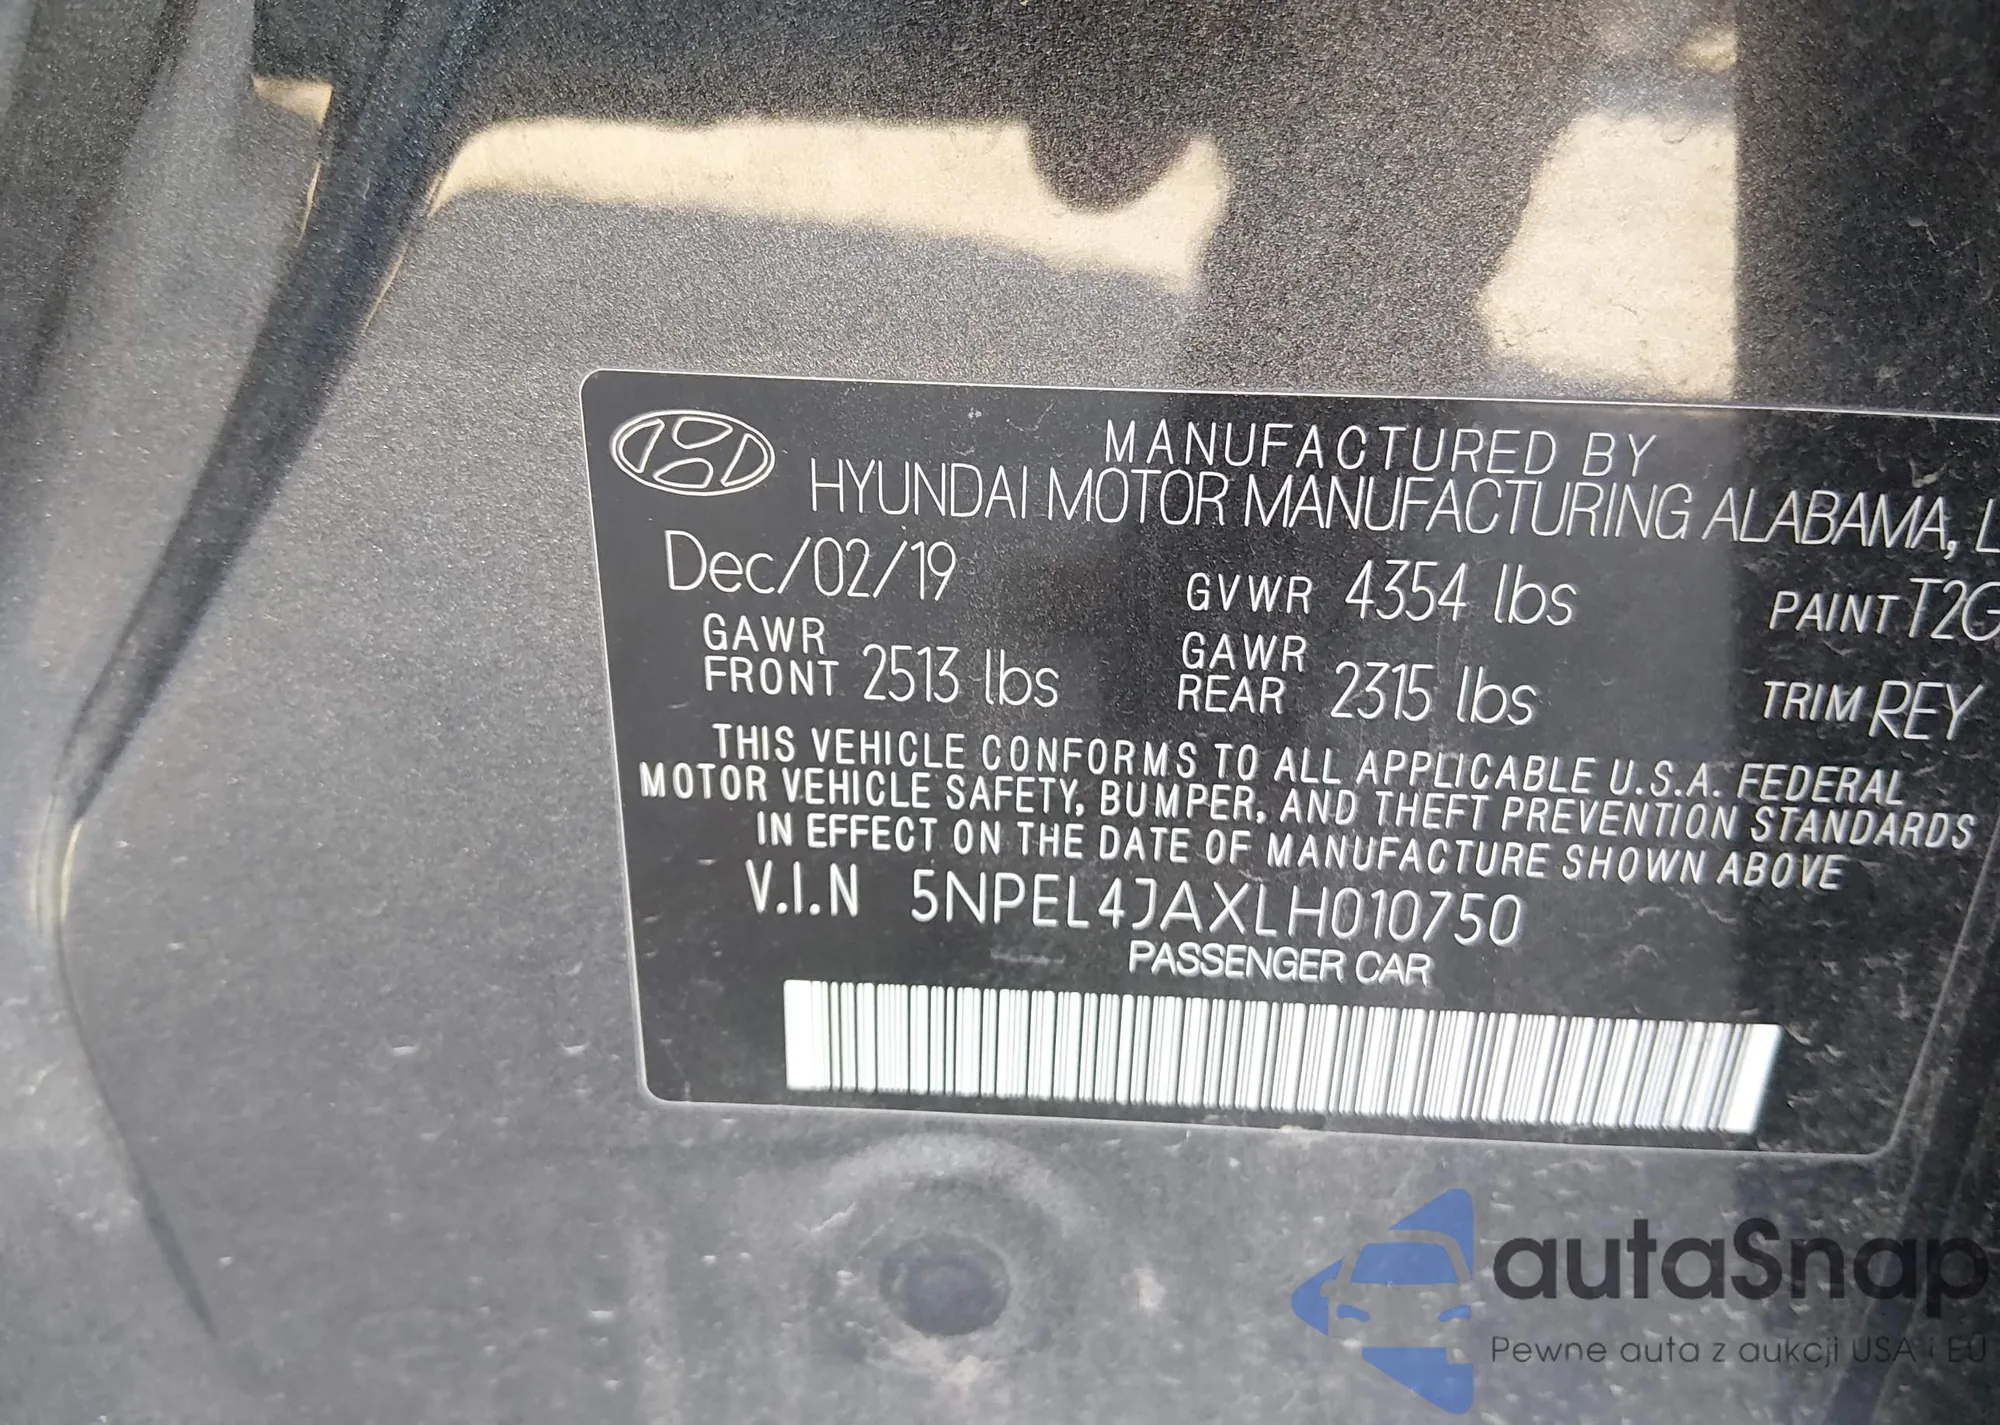 MANUFACTURED BY
HYUNDAI MOTOR MANUFACTURING ALABAMA, L
Dec/02/19 GVWR 4354 lbs PAINT T2G
GAWR FRONT 2513 lbs GAWR REAR 2315 lbs TRIM REY
THIS VEHICLE CONFORMS TO ALL APPLICABLE U.S.A. FEDERAL
MOTOR VEHICLE SAFETY, BUMPER, AND THEFT PREVENTION STANDARDS
IN EFFECT ON THE DATE OF MANUFACTURE SHOWN ABOVE
V.I.N 5NPEL4JAXLH010750
PASSENGER CAR
autaSnap
Pewne auta z aukcji USA i EU